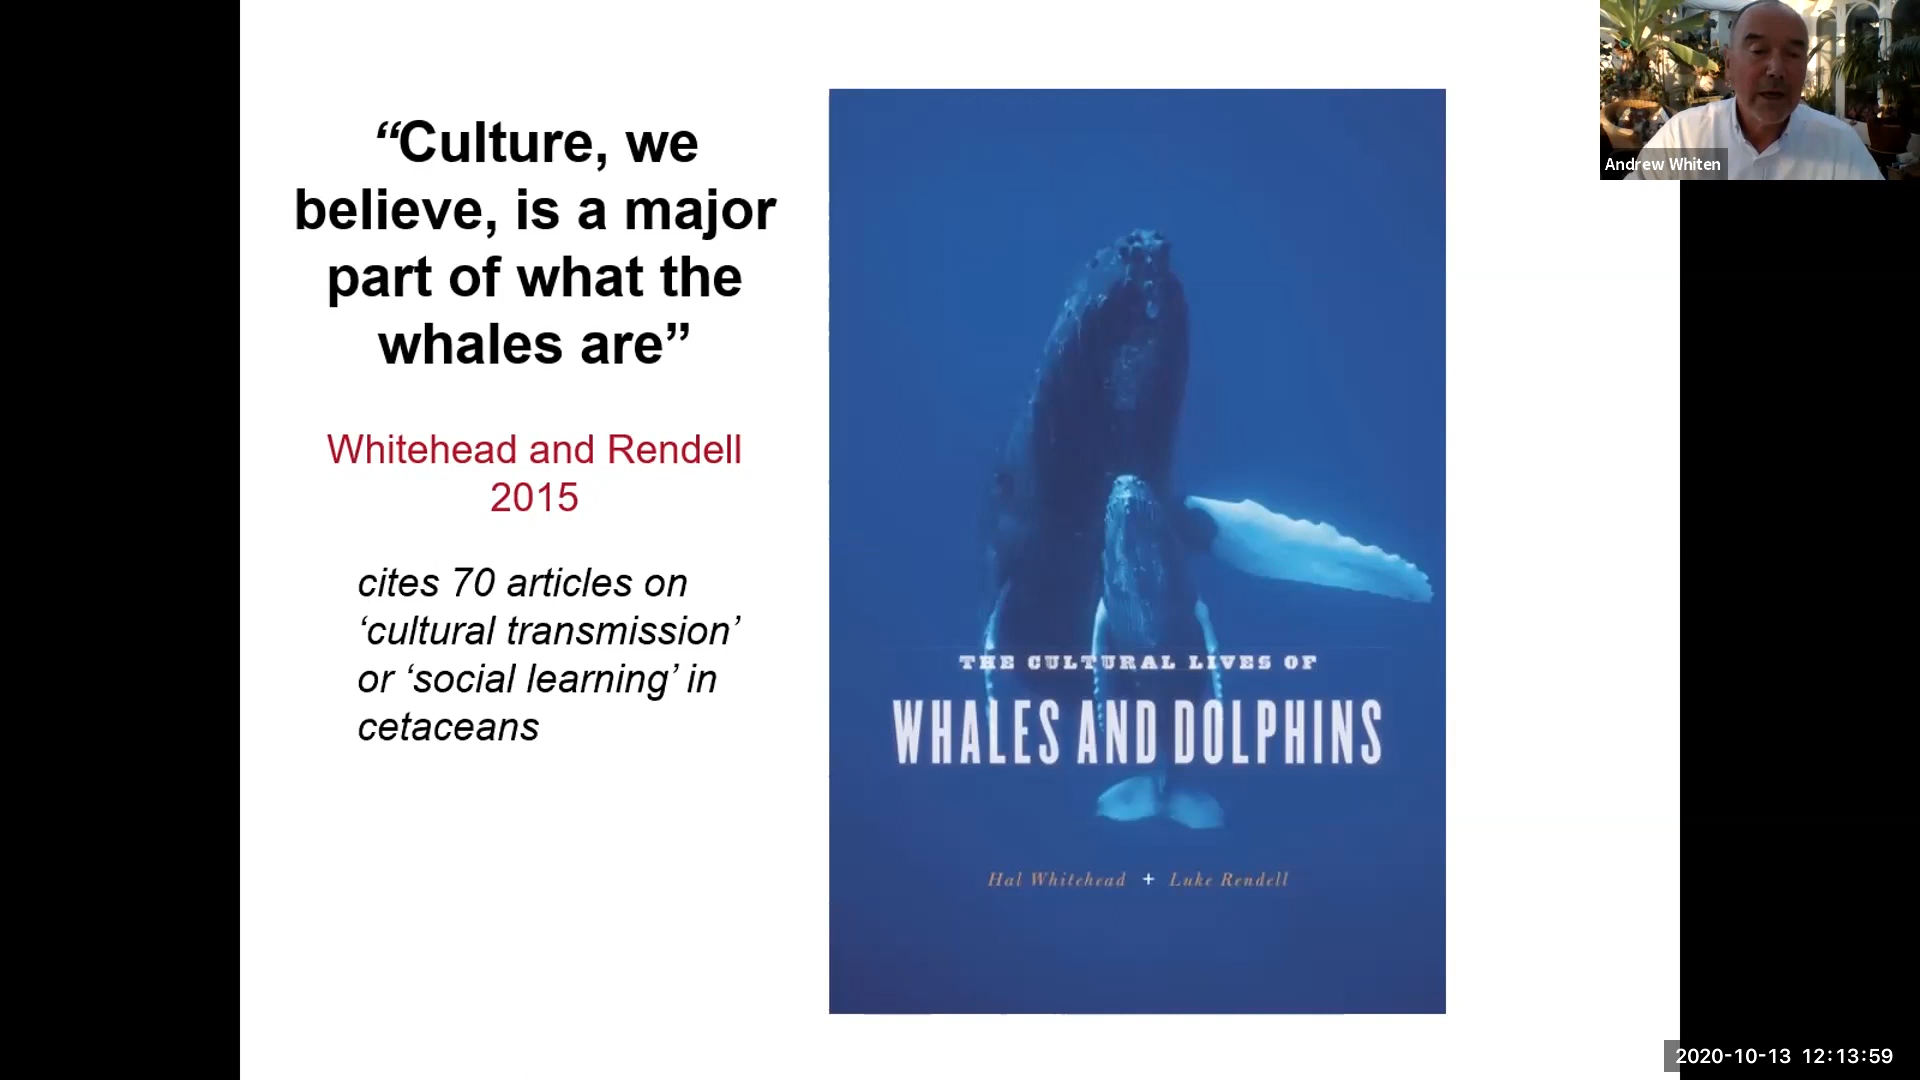 “Culture, we
believe, is a major
part of what the
whales are”
Whitehead and Rendell
2015
cites 70 articles on
‘cultural transmission’
or ‘social learning’ in
cetaceans
THE CULTURAL LIVES OF
WHALES AND DOLPHINS
Hal Whitehead + Luke Rendell
Andrew Whiten
2020-10-13 12:13:59